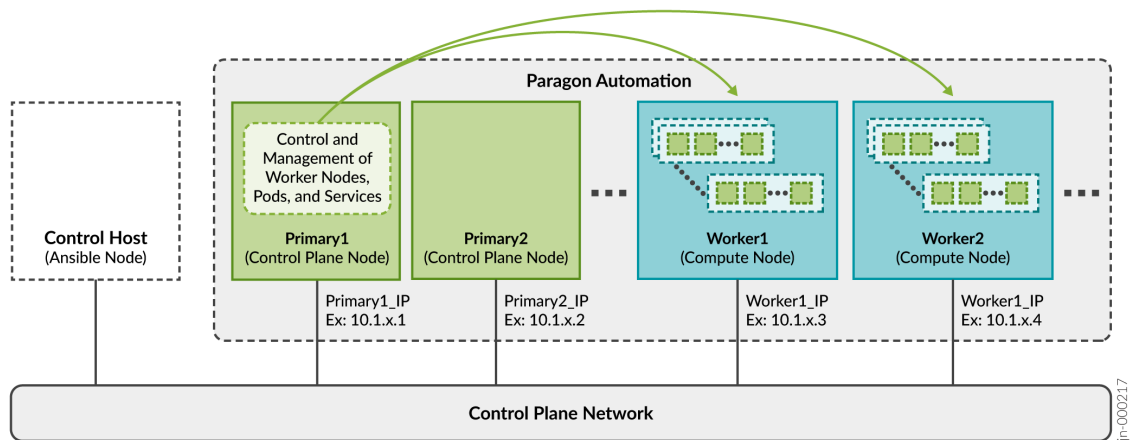 Paragon Automation
Control and
Management of
Worker Nodes,
Pods, and Services
Control Host
(Ansible Node)
Primary1
(Control Plane Node)
Primary2
(Control Plane Node)
Worker1
(Compute Node)
Worker2
(Compute Node)
Primary1_IP
Ex: 10.1.x.1
Primary2_IP
Ex: 10.1.x.2
Worker1_IP
Ex: 10.1.x.3
Worker1_IP
Ex: 10.1.x.4
Control Plane Network
jn-000217